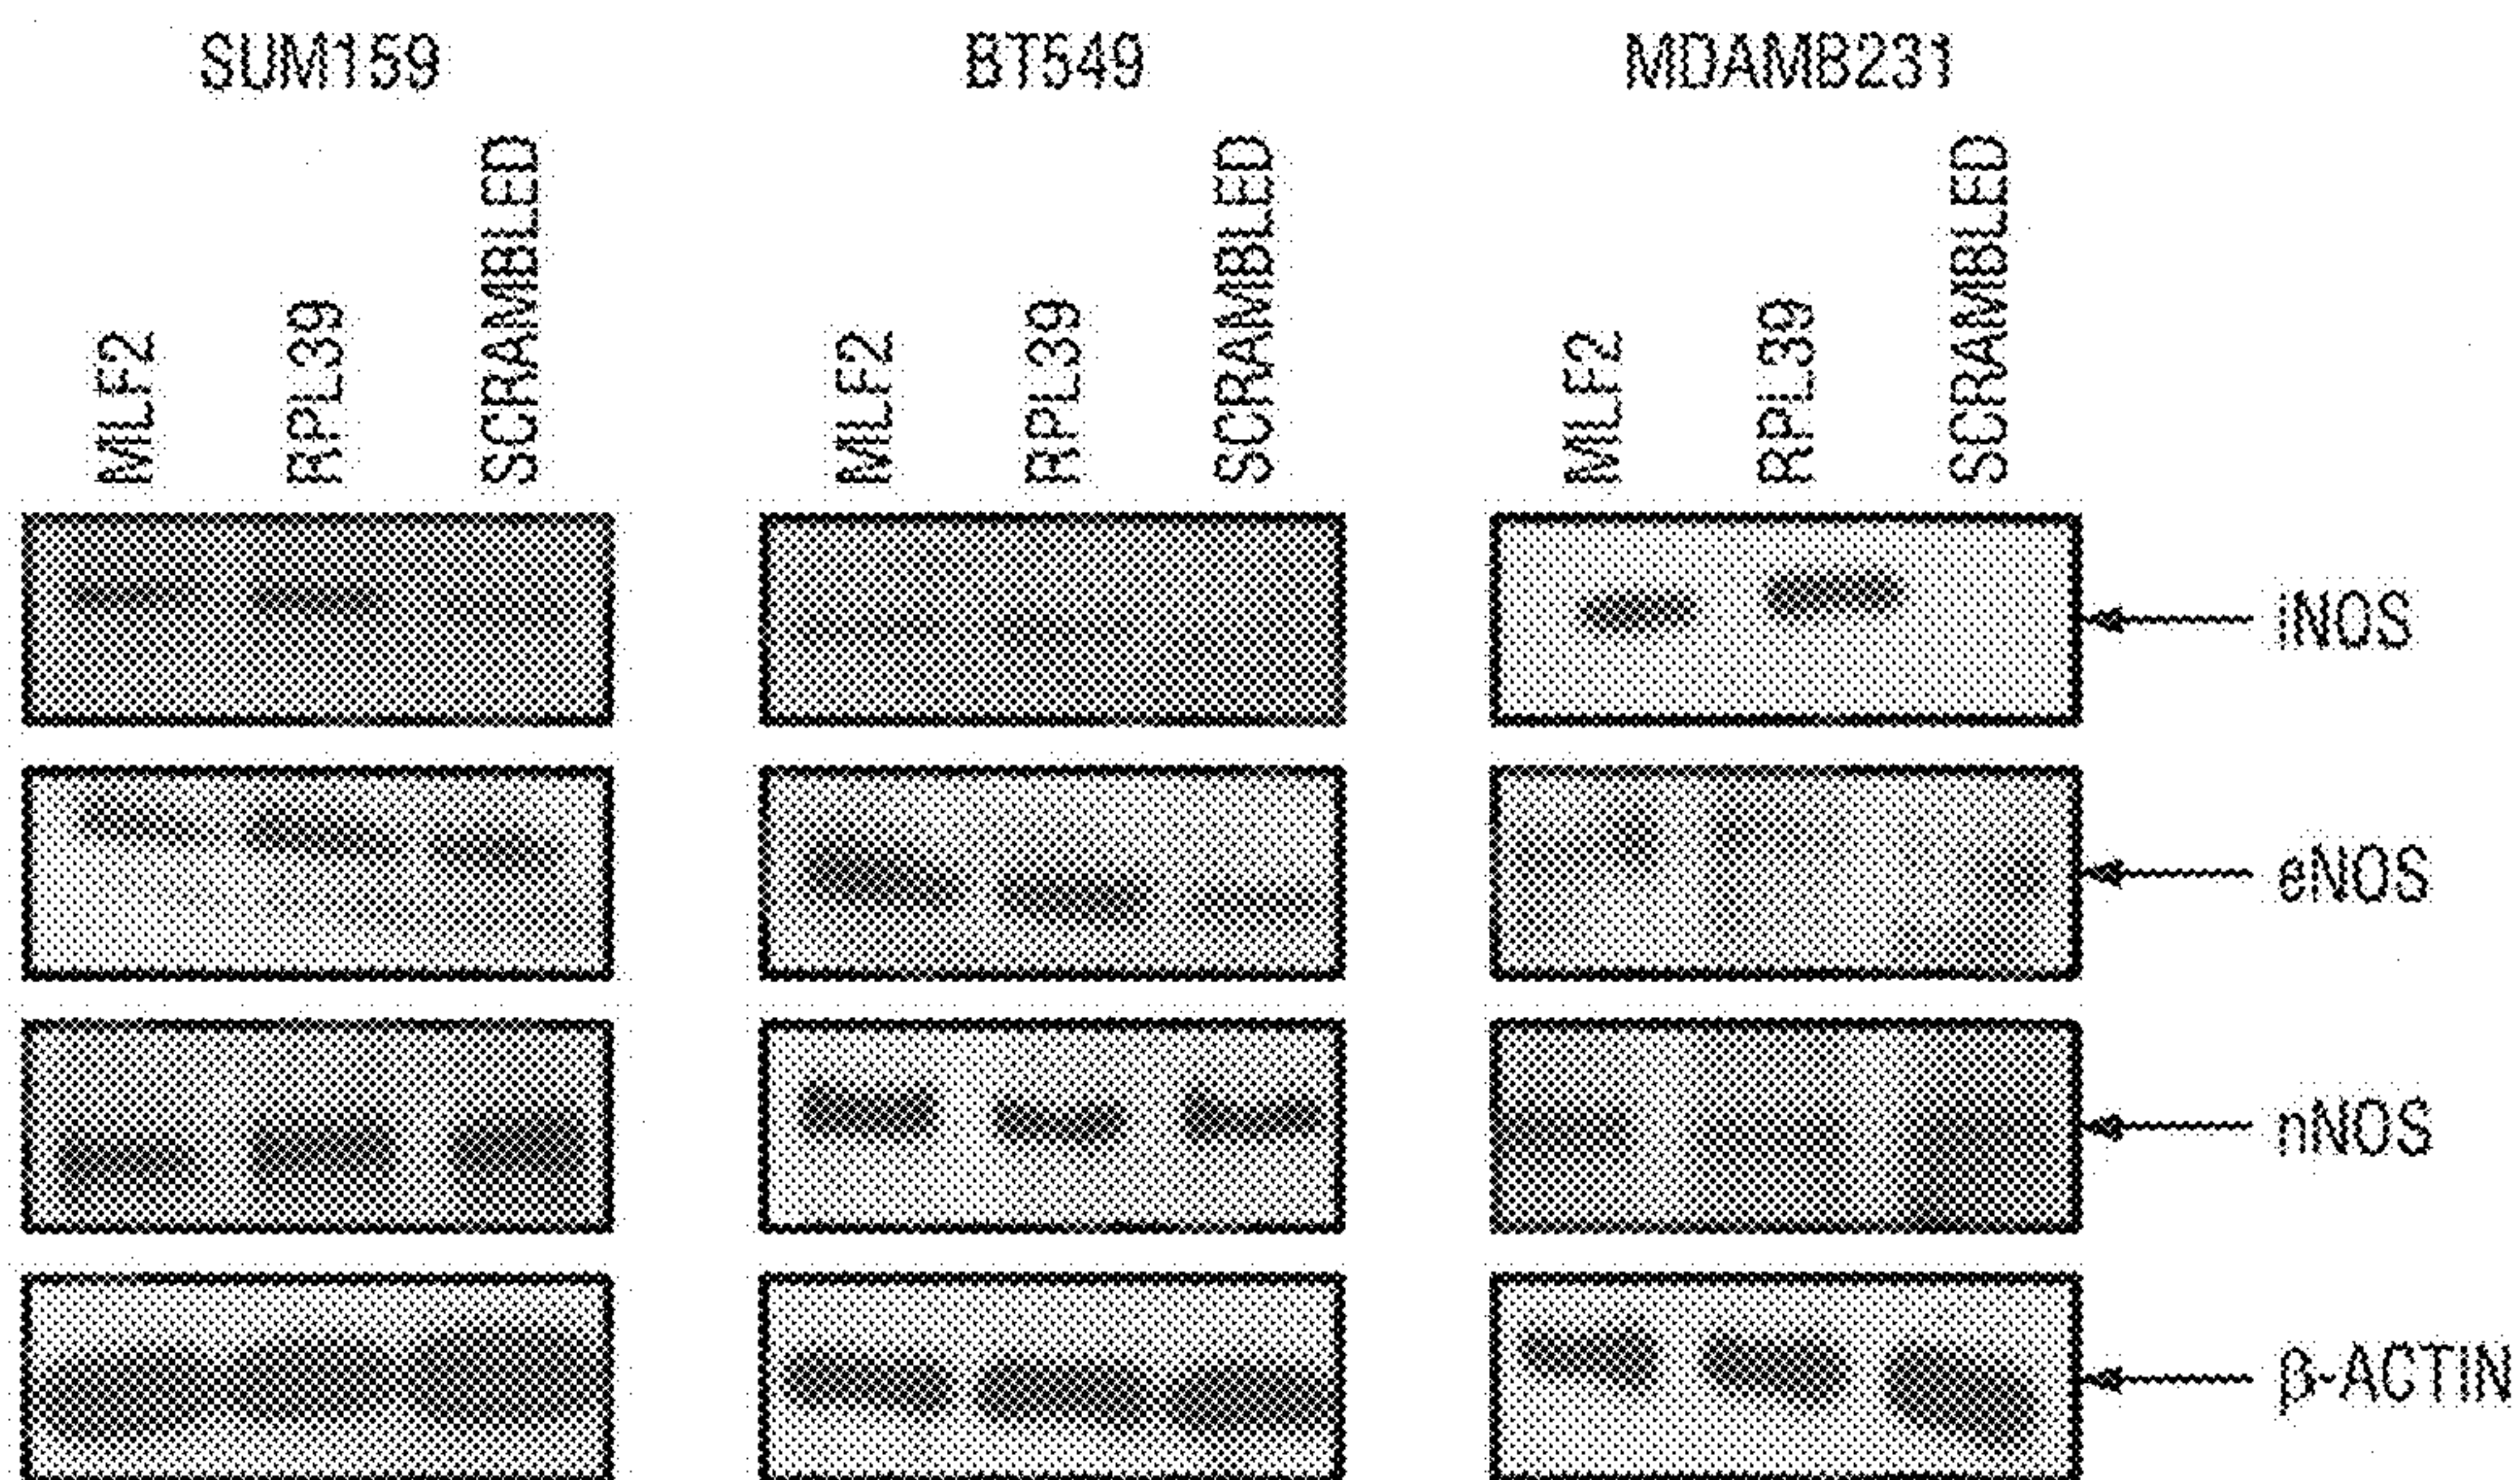 SUM159 BT549 MDAMB231
MLF2 RPL39 SCRAMBLED MLF2 RPL39 SCRAMBLED MLF2 RPL39 SCRAMBLED
iNOS
eNOS
nNOS
β-ACTIN